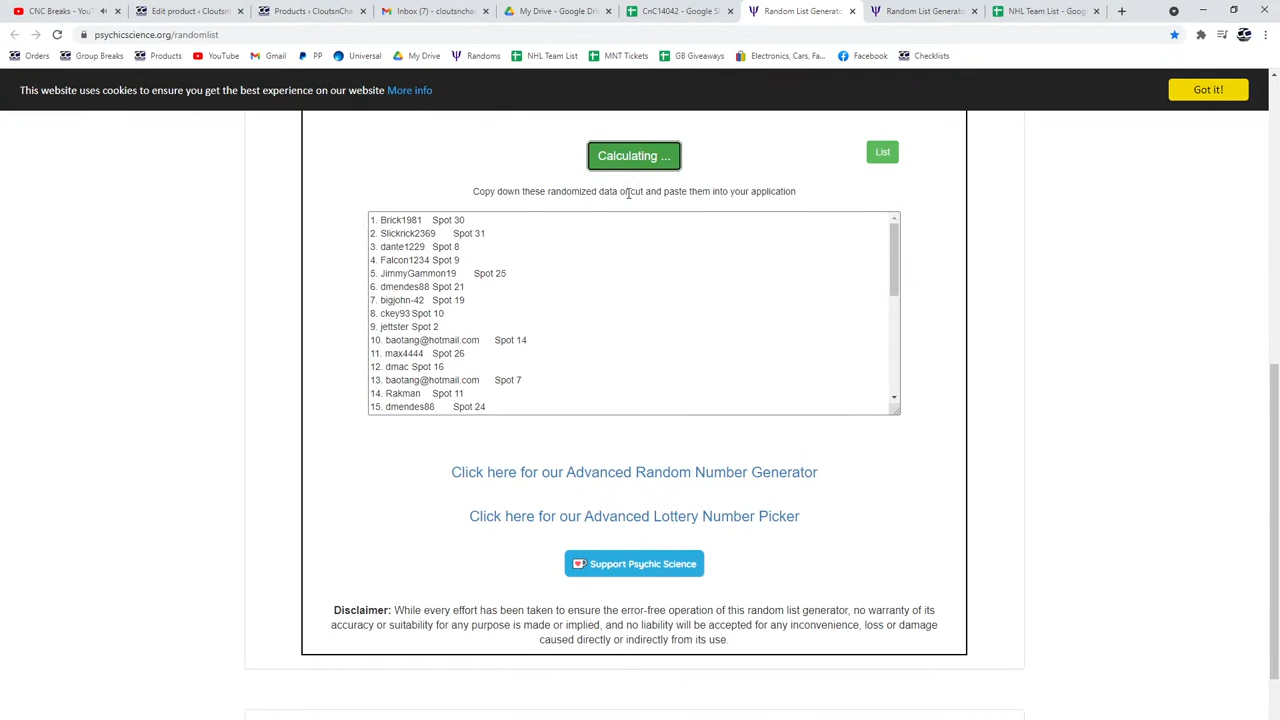 CNC Breaks - YouT
Edit product • CloutsnC
Products • CloutsnCha
Inbox (7) - cloutsnchan
My Drive - Google Driv
CnC14042 - Google Sh
Random List Generator
Random List Generator
NHL Team List - Goog
psychicscience.org/randomlist
Orders
Group Breaks
Products
YouTube
Gmail
PP
Universal
My Drive
Randoms
NHL Team List
MNT Tickets
GB Giveaways
Electronics, Cars, Fa...
Facebook
Checklists
This website uses cookies to ensure you get the best experience on our website More info
Got it!
Calculating ...
List
Copy down these randomized data or cut and paste them into your application
1. Brick1981 Spot 30
2. Slickrick2369 Spot 31
3. dante1229 Spot 8
4. Falcon1234 Spot 9
5. JimmyGammon19 Spot 25
6. dmendes88 Spot 21
7. bigjohn-42 Spot 19
8. ckey93 Spot 10
9. jettster Spot 2
10. baotang@hotmail.com Spot 14
11. max4444 Spot 26
12. dmac Spot 16
13. baotang@hotmail.com Spot 7
14. Rakman Spot 11
15. dmendes88 Spot 24
Click here for our Advanced Random Number Generator
Click here for our Advanced Lottery Number Picker
Support Psychic Science
Disclaimer: While every effort has been taken to ensure the error-free operation of this random list generator, no warranty of its
accuracy or suitability for any purpose is made or implied, and no liability will be accepted for any inconvenience, loss or damage
caused directly or indirectly from its use.